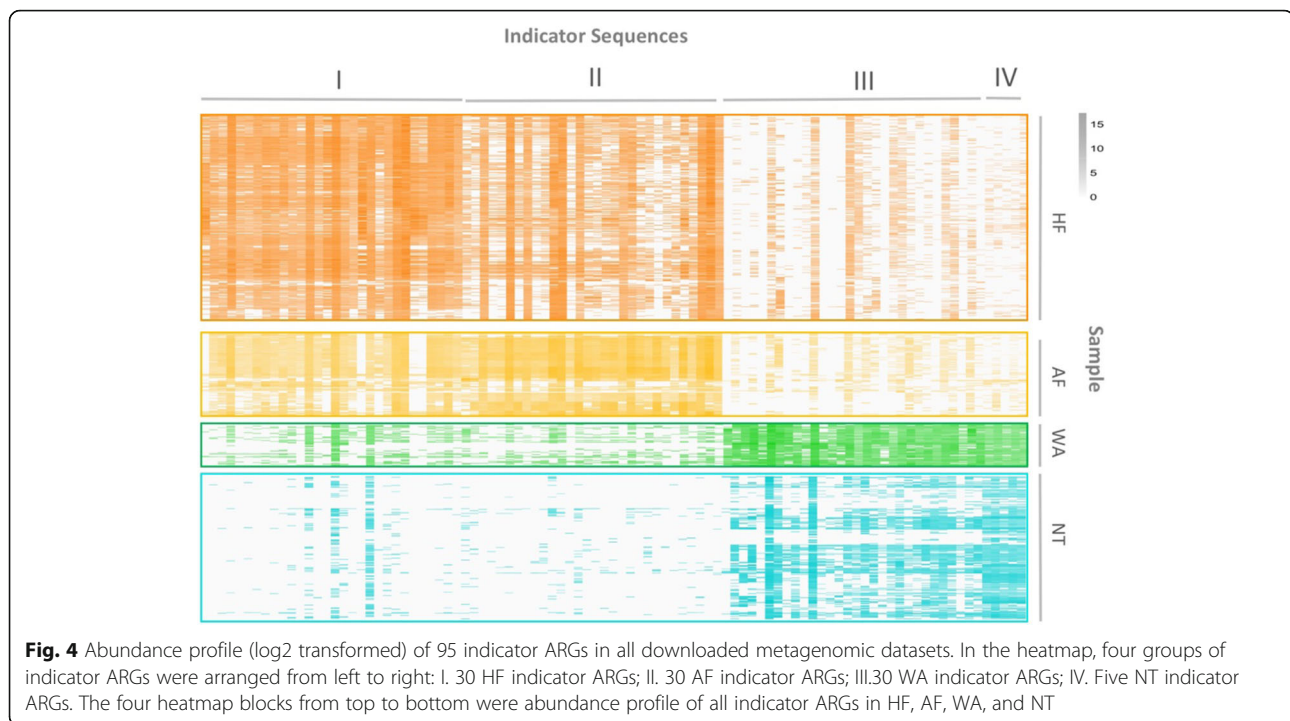 Indicator Sequences
I
II
III
IV
15
10
5
0
HF
AF
WA
NT
Sample
Fig. 4 Abundance profile (log2 transformed) of 95 indicator ARGs in all downloaded metagenomic datasets. In the heatmap, four groups of
indicator ARGs were arranged from left to right: I. 30 HF indicator ARGs; II. 30 AF indicator ARGs; III.30 WA indicator ARGs; IV. Five NT indicator
ARGs. The four heatmap blocks from top to bottom were abundance profile of all indicator ARGs in HF, AF, WA, and NT